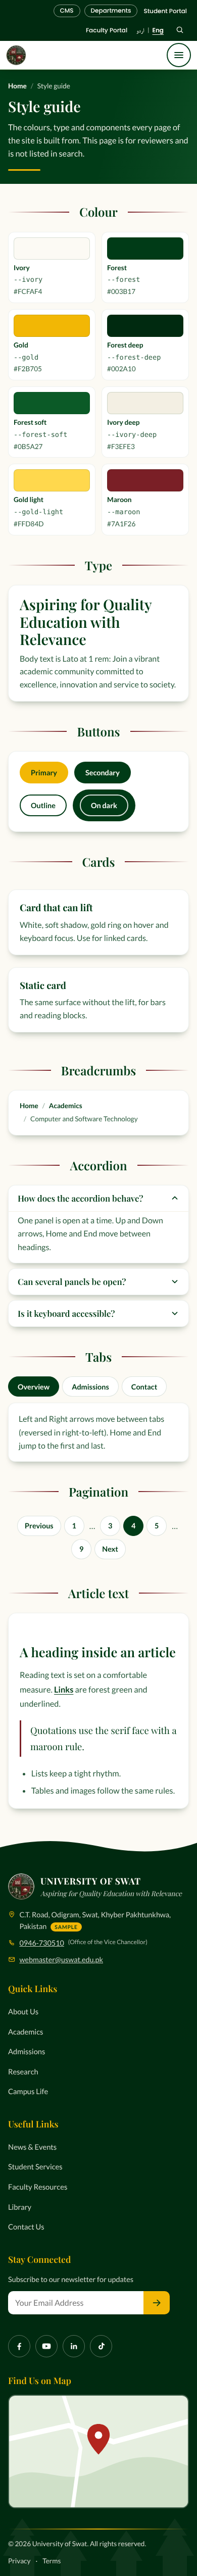 CMS Departments Student Portal
Faculty Portal اردو | Eng
Home / Style guide
Style guide
The colours, type and components every page of
the site is built from. This page is for reviewers and
is not listed in search.
Colour
Ivory
--ivory
#FCFAF4
Forest
--forest
#003B17
Gold
--gold
#F2B705
Forest deep
--forest-deep
#002A10
Forest soft
--forest-soft
#0B5A27
Ivory deep
--ivory-deep
#F3EFE3
Gold light
--gold-light
#FFD84D
Maroon
--maroon
#7A1F26
Type
Aspiring for Quality
Education with
Relevance
Body text is Lato at 1 rem: Join a vibrant
academic community committed to
excellence, innovation and service to society.
Buttons
Primary Secondary
Outline On dark
Cards
Card that can lift
White, soft shadow, gold ring on hover and
keyboard focus. Use for linked cards.
Static card
The same surface without the lift, for bars
and reading blocks.
Breadcrumbs
Home / Academics
/ Computer and Software Technology
Accordion
How does the accordion behave?
One panel is open at a time. Up and Down
arrows, Home and End move between
headings.
Can several panels be open?
Is it keyboard accessible?
Tabs
Overview Admissions Contact
Left and Right arrows move between tabs
(reversed in right-to-left). Home and End
jump to the first and last.
Pagination
Previous 1 … 3 4 5 …
9 Next
Article text
A heading inside an article
Reading text is set on a comfortable
measure. Links are forest green and
underlined.
Quotations use the serif face with a
maroon rule.
• Lists keep a tight rhythm.
• Tables and images follow the same rules.
UNIVERSITY OF SWAT
Aspiring for Quality Education with Relevance
C.T. Road, Odigram, Swat, Khyber Pakhtunkhwa,
Pakistan SAMPLE
0946-730510 (Office of the Vice Chancellor)
webmaster@uswat.edu.pk
Quick Links
About Us
Academics
Admissions
Research
Campus Life
Useful Links
News & Events
Student Services
Faculty Resources
Library
Contact Us
Stay Connected
Subscribe to our newsletter for updates
Your Email Address
Find Us on Map
© 2026 University of Swat. All rights reserved.
Privacy · Terms